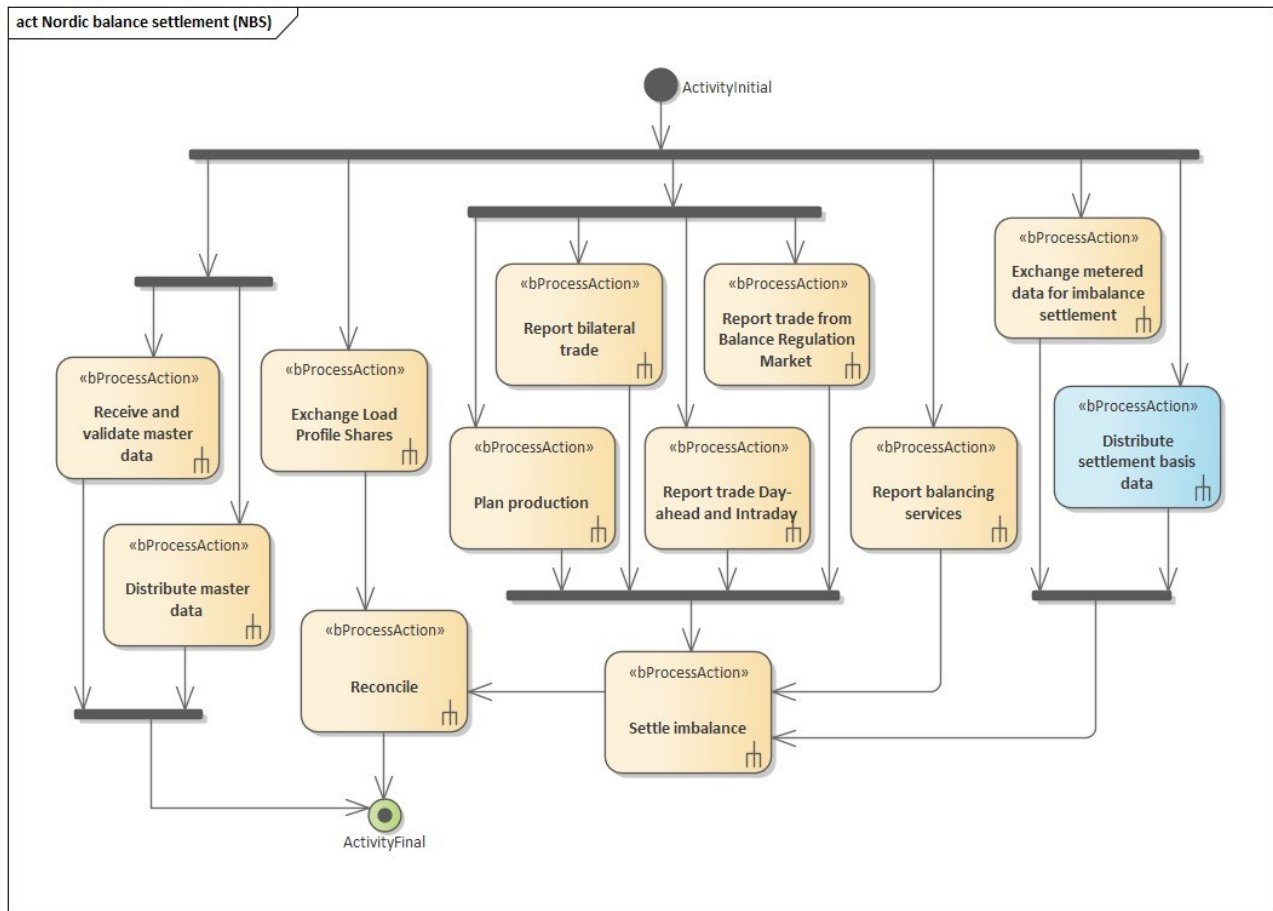 act Nordic balance settlement (NBS)
ActivityInitial
«bProcessAction»
Exchange metered
data for imbalance
settlement
«bProcessAction»
Report bilateral
trade
«bProcessAction»
Report trade from
Balance Regulation
Market
«bProcessAction»
Receive and
validate master
data
«bProcessAction»
Exchange Load
Profile Shares
«bProcessAction»
Distribute
settlement basis
data
«bProcessAction»
Plan production
«bProcessAction»
Report trade Day-
ahead and Intraday
«bProcessAction»
Report balancing
services
«bProcessAction»
Distribute master
data
«bProcessAction»
Reconcile
«bProcessAction»
Settle imbalance
ActivityFinal